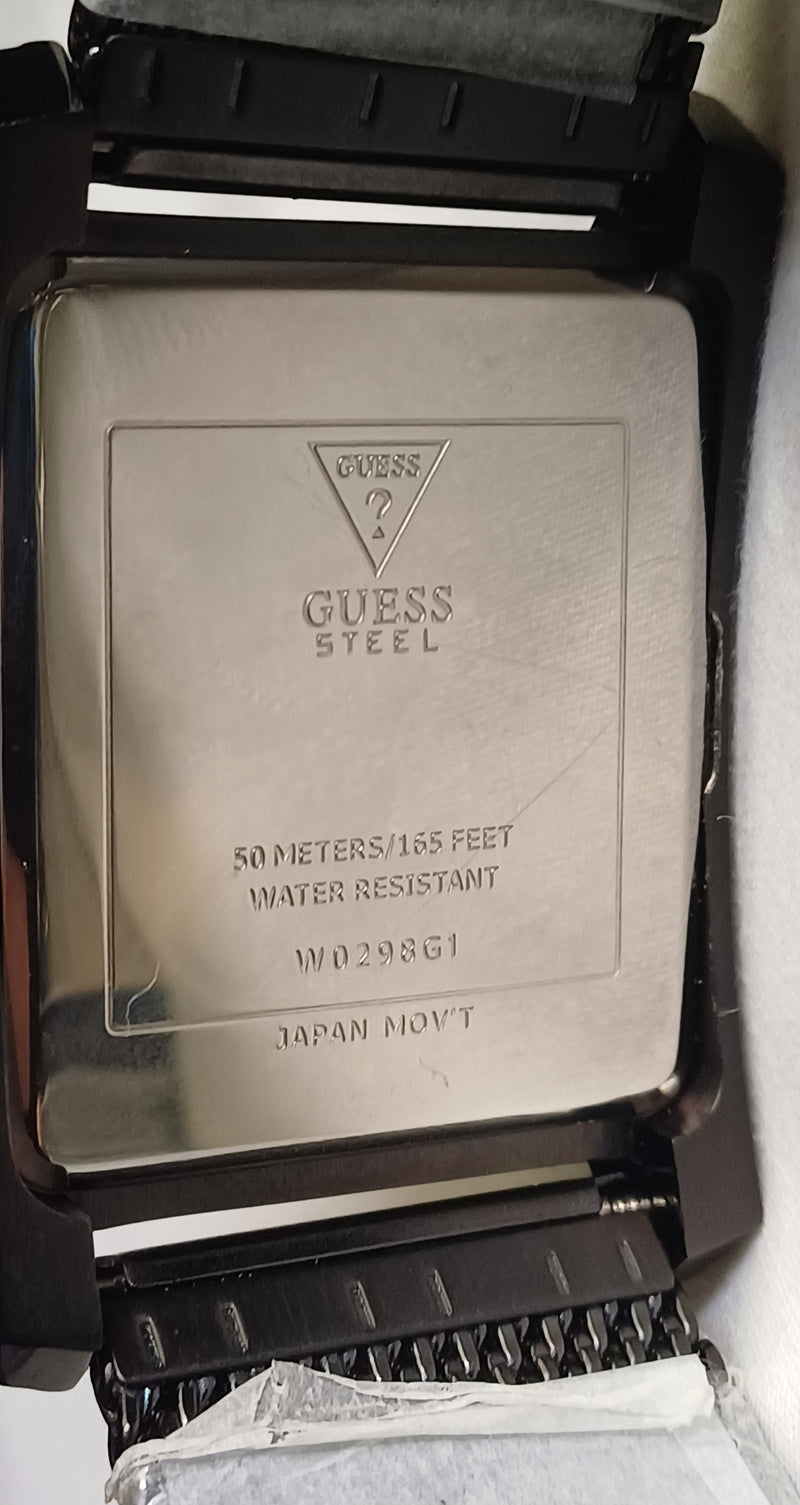 GUESS
?
GUESS
STEEL
50 METERS/165 FEET
WATER RESISTANT
W0298G1
JAPAN MOV'T